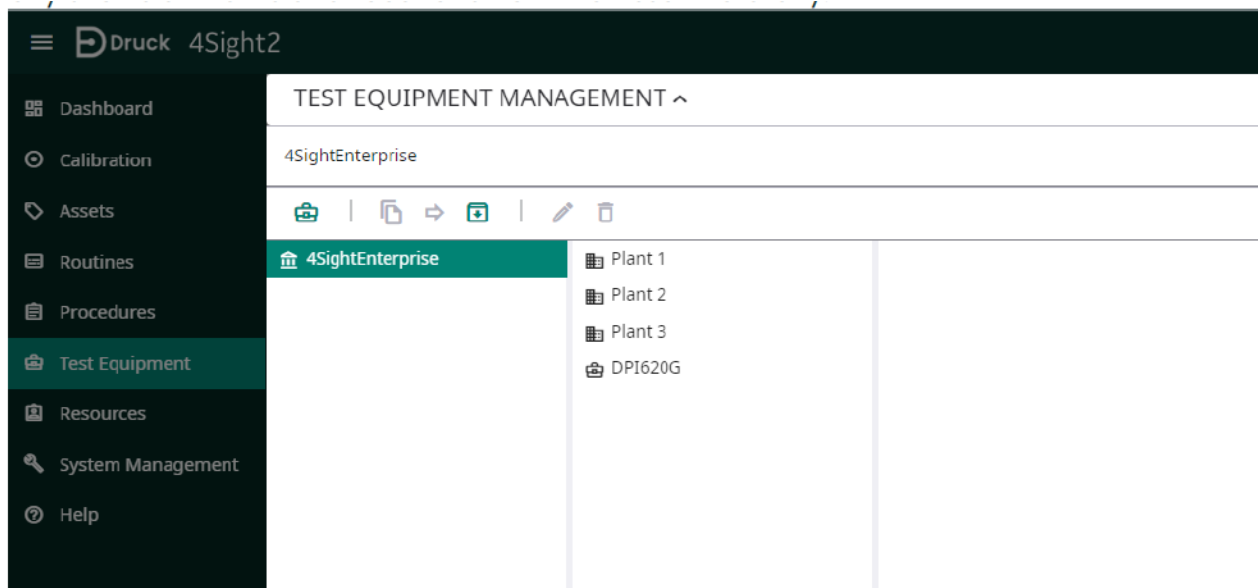 Druck 4Sight2
Dashboard
Calibration
Assets
Routines
Procedures
Test Equipment
Resources
System Management
Help
TEST EQUIPMENT MANAGEMENT
4SightEnterprise
4SightEnterprise
Plant 1
Plant 2
Plant 3
DPI620G